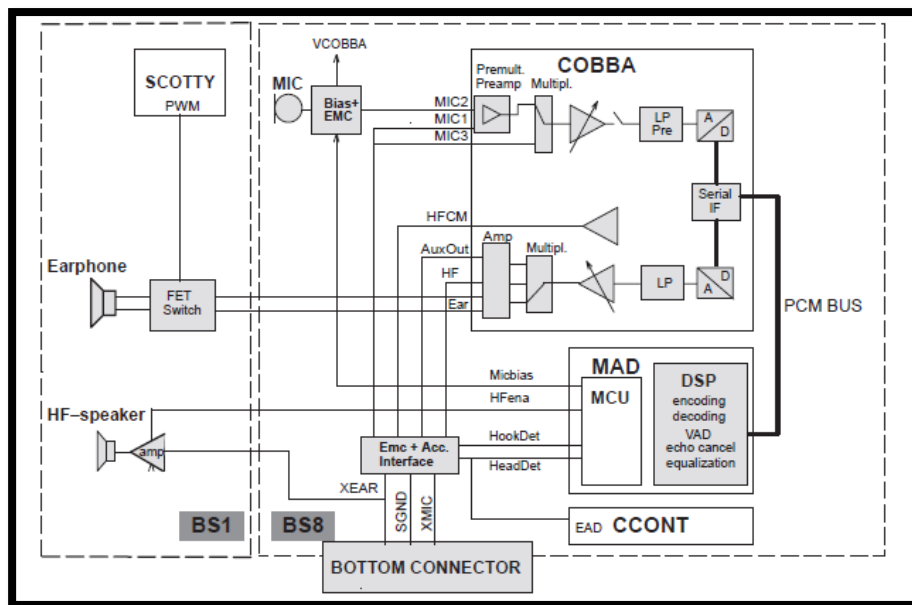 SCOTTY
PWM
VCOBBA
MIC
Bias+
EMC
MIC2
MIC1
MIC3
COBBA
Premult.
Preamp
Multipl.
LP
Pre
A
D
Serial
IF
HFCM
AuxOut
Amp
Multipl.
HF
Ear
LP
D
A
PCM BUS
Earphone
FET
Switch
HF–speaker
amp
Micbias
HFena
HookDet
HeadDet
MAD
MCU
DSP
encoding
decoding
VAD
echo cancel
equalization
Emc + Acc.
Interface
XEAR
SGND
XMIC
EAD CCONT
BS1
BS8
BOTTOM CONNECTOR